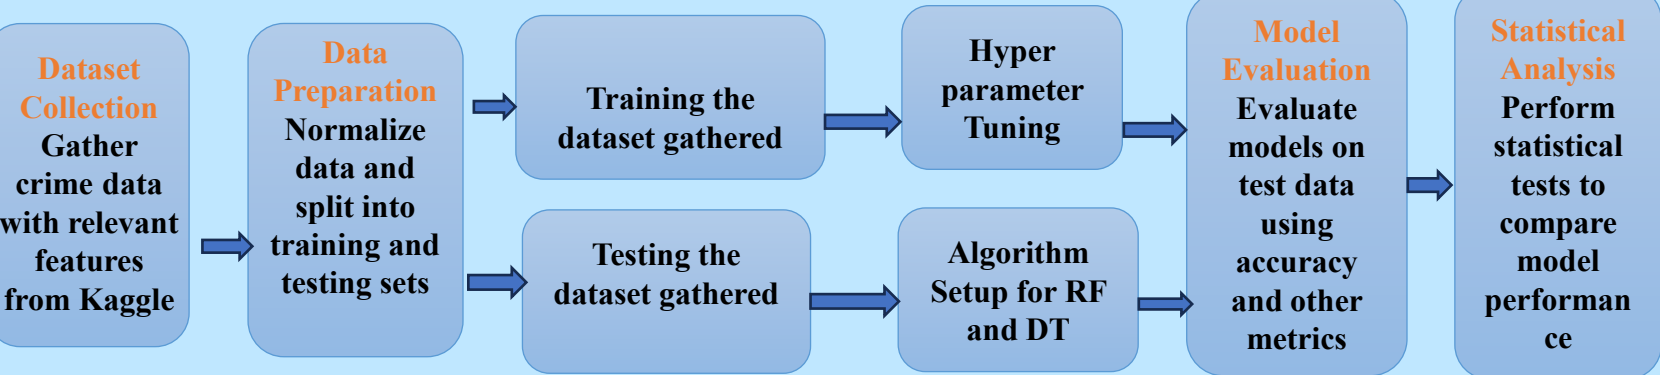 Dataset
Collection
Gather
crime data
with relevant
features
from Kaggle
Data
Preparation
Normalize
data and
split into
training and
testing sets
Training the
dataset gathered
Testing the
dataset gathered
Hyper
parameter
Tuning
Algorithm
Setup for RF
and DT
Model
Evaluation
Evaluate
models on
test data
using
accuracy
and other
metrics
Statistical
Analysis
Perform
statistical
tests to
compare
model
performan
ce